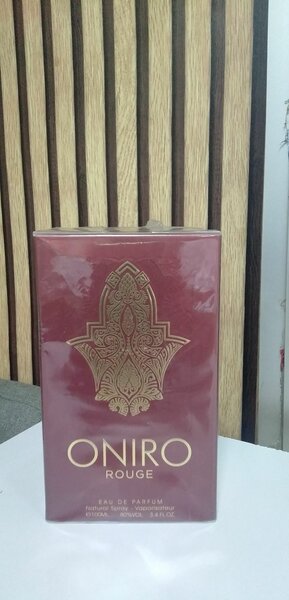 ONIRO
ROUGE
EAU DE PARFUM
Natural Spray - Vaporisateur
℮100ML 80%VOL 3.4 FL.OZ.